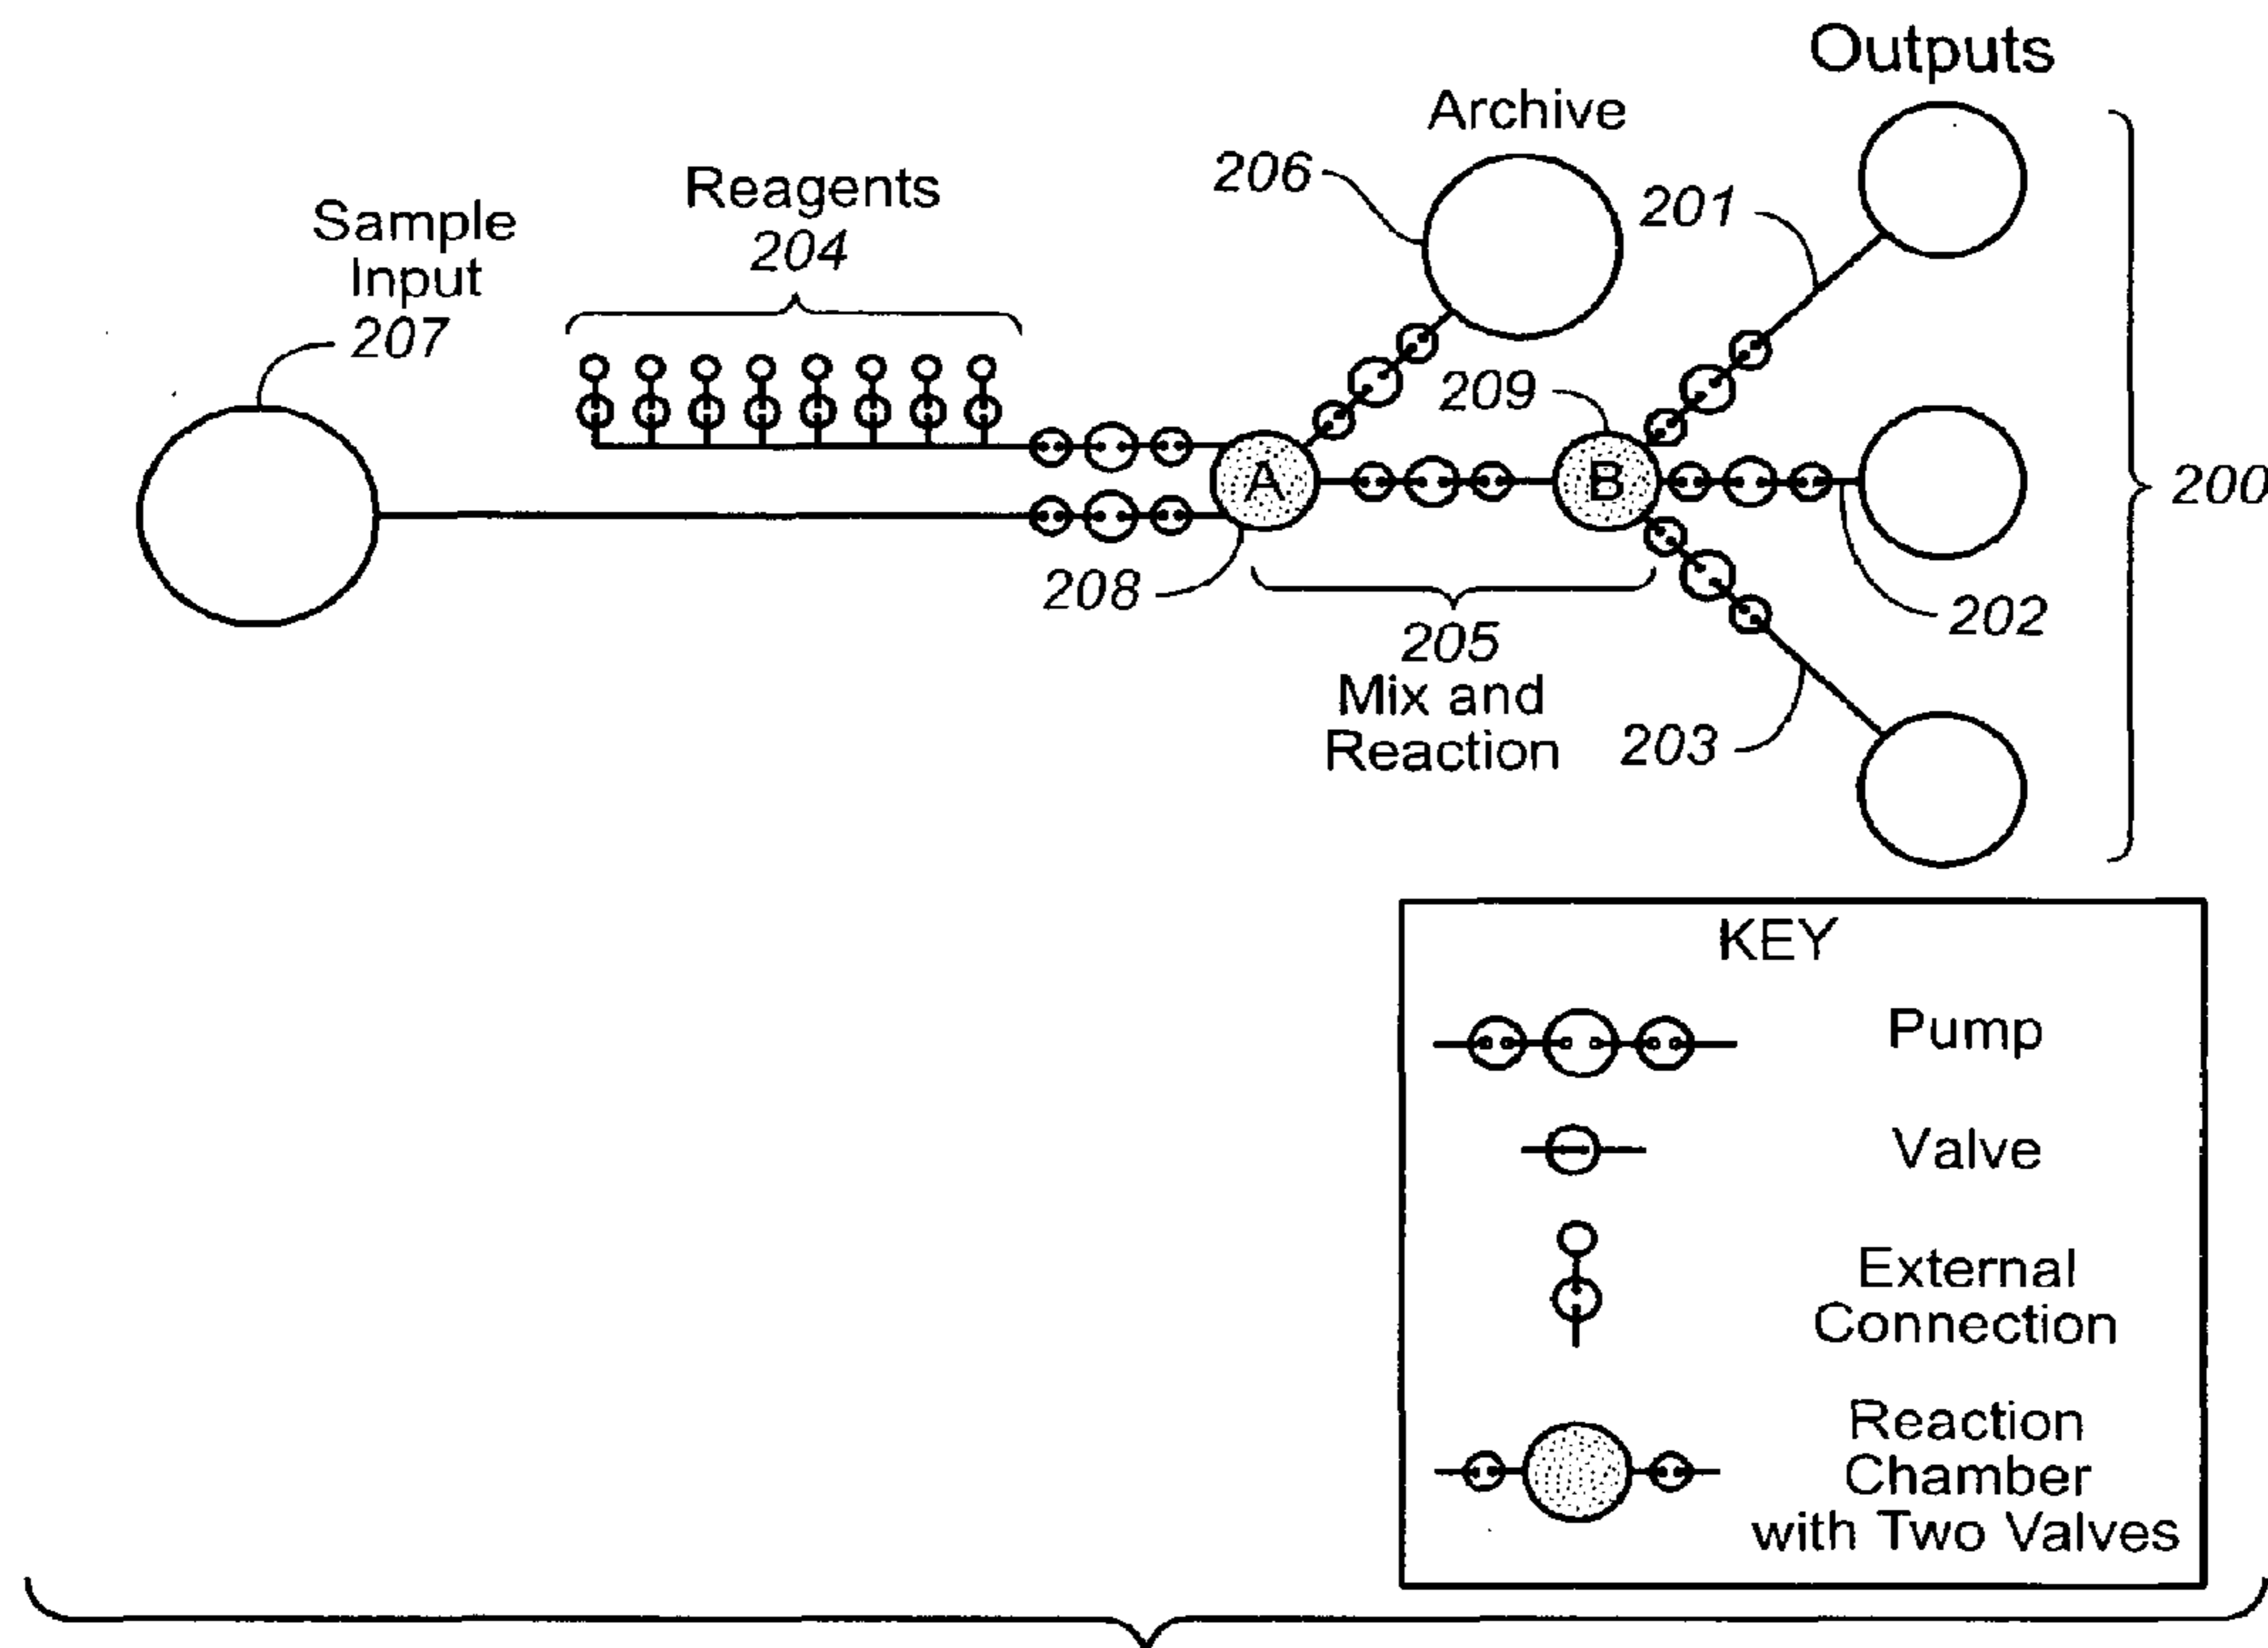 Outputs
Archive
206
201
Reagents
204
Sample
Input
207
209
A
B
200
208
202
205
Mix and
Reaction
203
KEY
Pump
Valve
External
Connection
Reaction
Chamber
with Two Valves